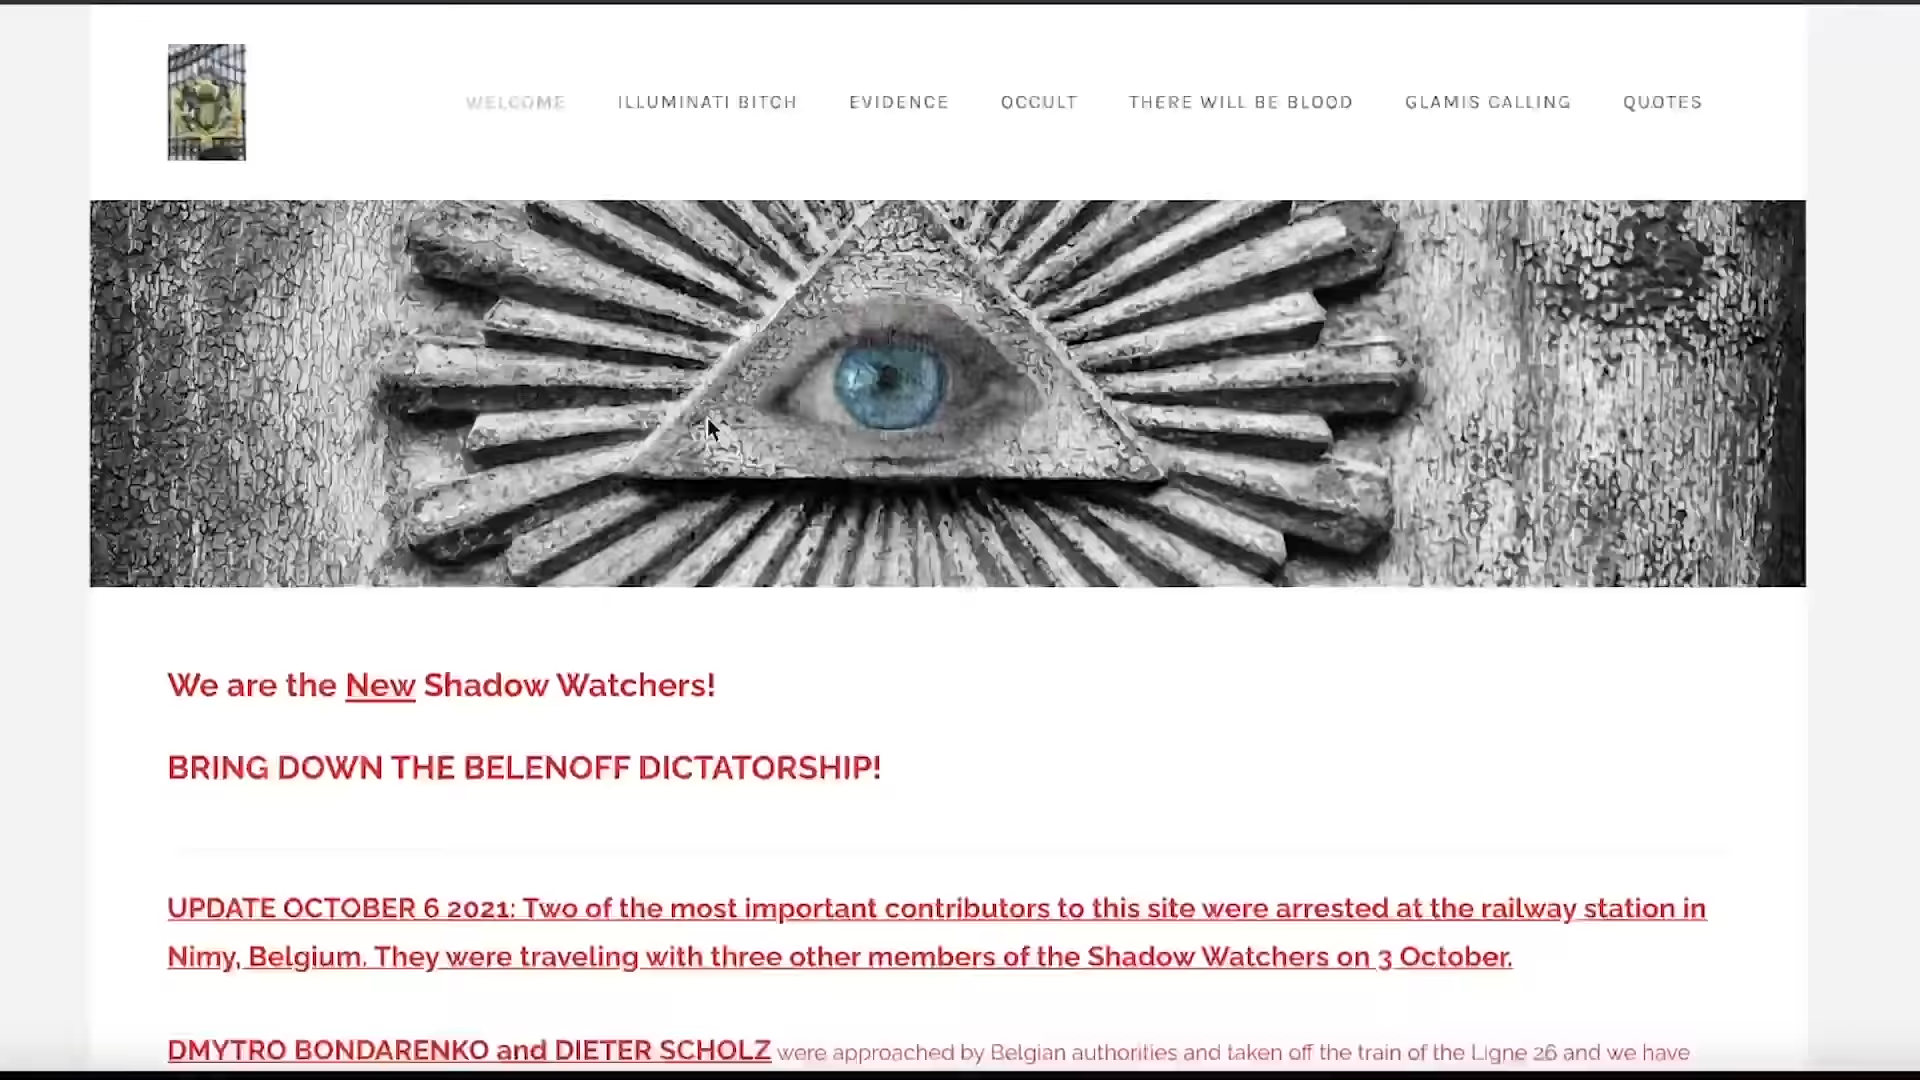 WELCOME
ILLUMINATI BITCH
EVIDENCE
OCCULT
THERE WILL BE BLOOD
GLAMIS CALLING
QUOTES
We are the New Shadow Watchers!
BRING DOWN THE BELENOFF DICTATORSHIP!
UPDATE OCTOBER 6 2021: Two of the most important contributors to this site were arrested at the railway station in
Nimy, Belgium. They were traveling with three other members of the Shadow Watchers on 3 October.
DMYTRO BONDARENKO and DIETER SCHOLZ were approached by Belgian authorities and taken off the train of the Ligne 26 and we have